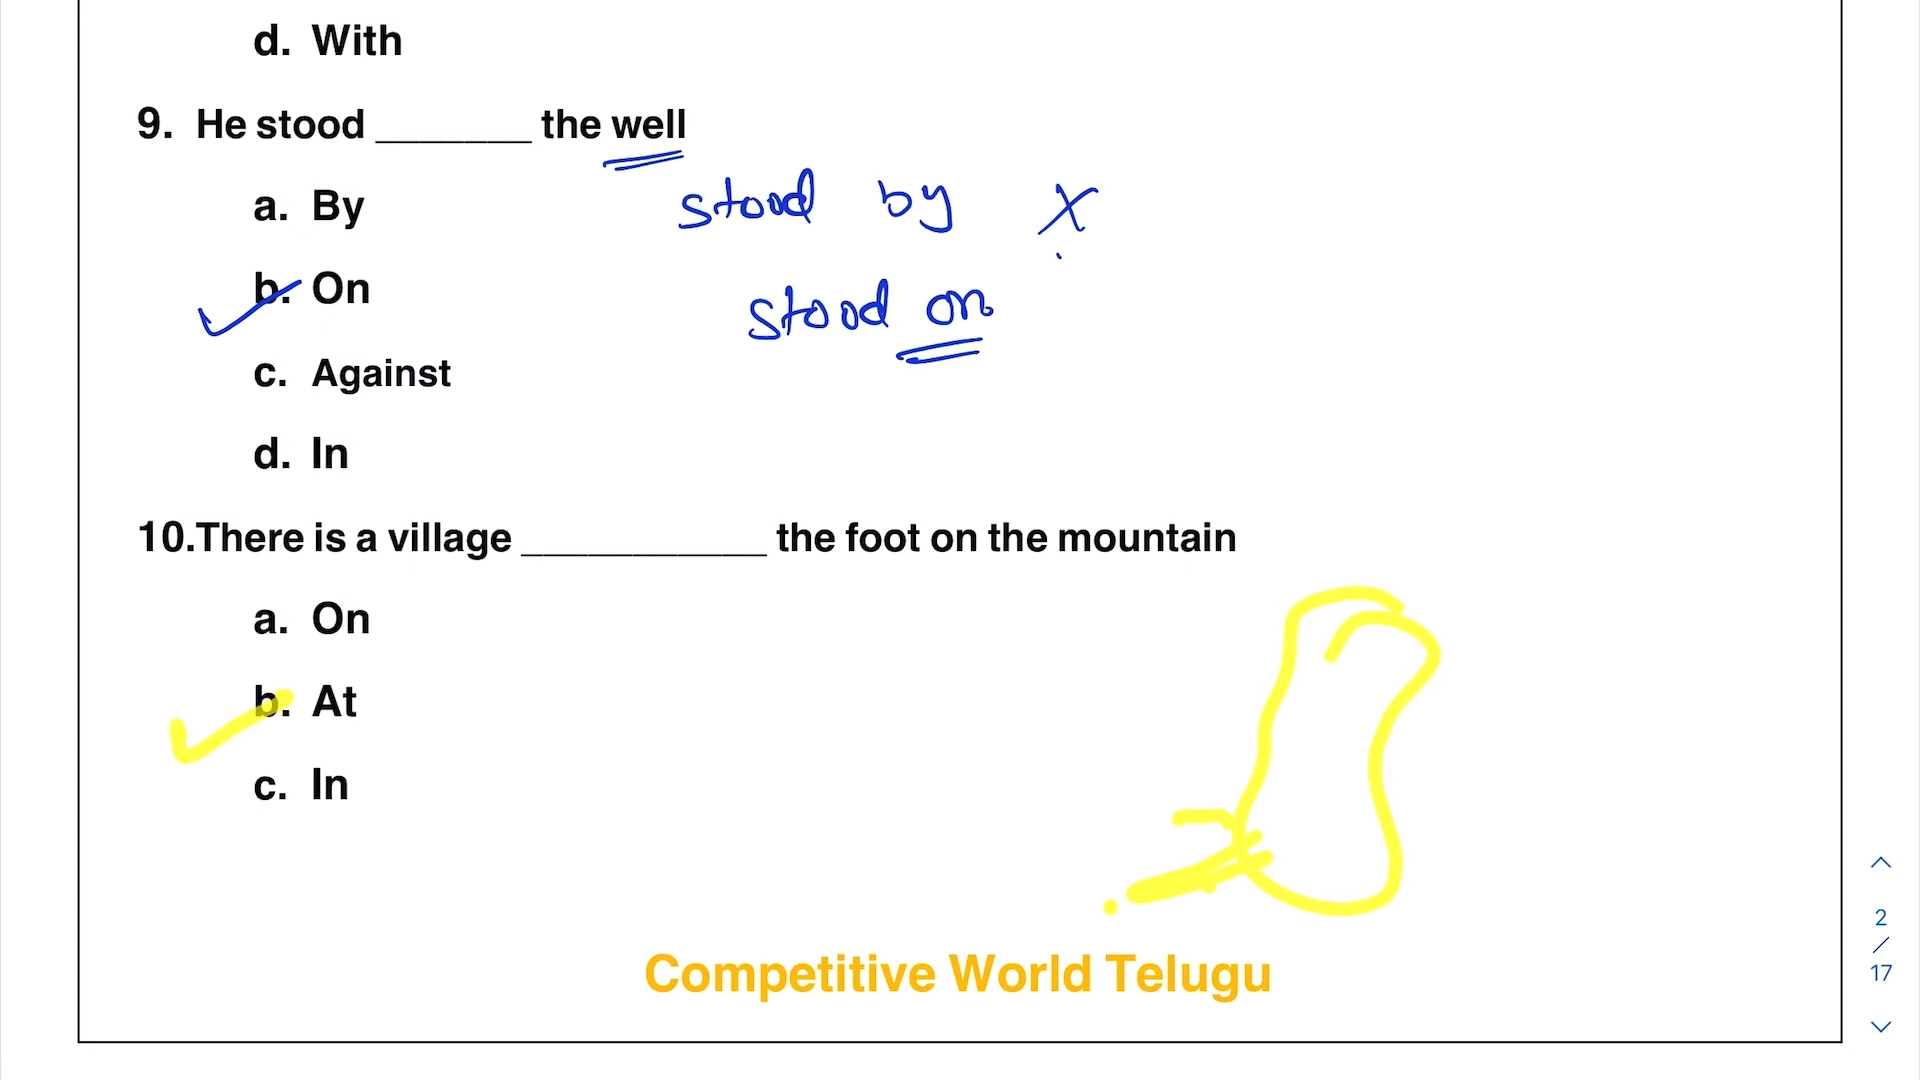 d. With
9. He stood _______ the well
a. By
stood by x
b. On
stood on
c. Against
d. In
10.There is a village ___________ the foot on the mountain
a. On
b. At
c. In
Competitive World Telugu
2
/
17